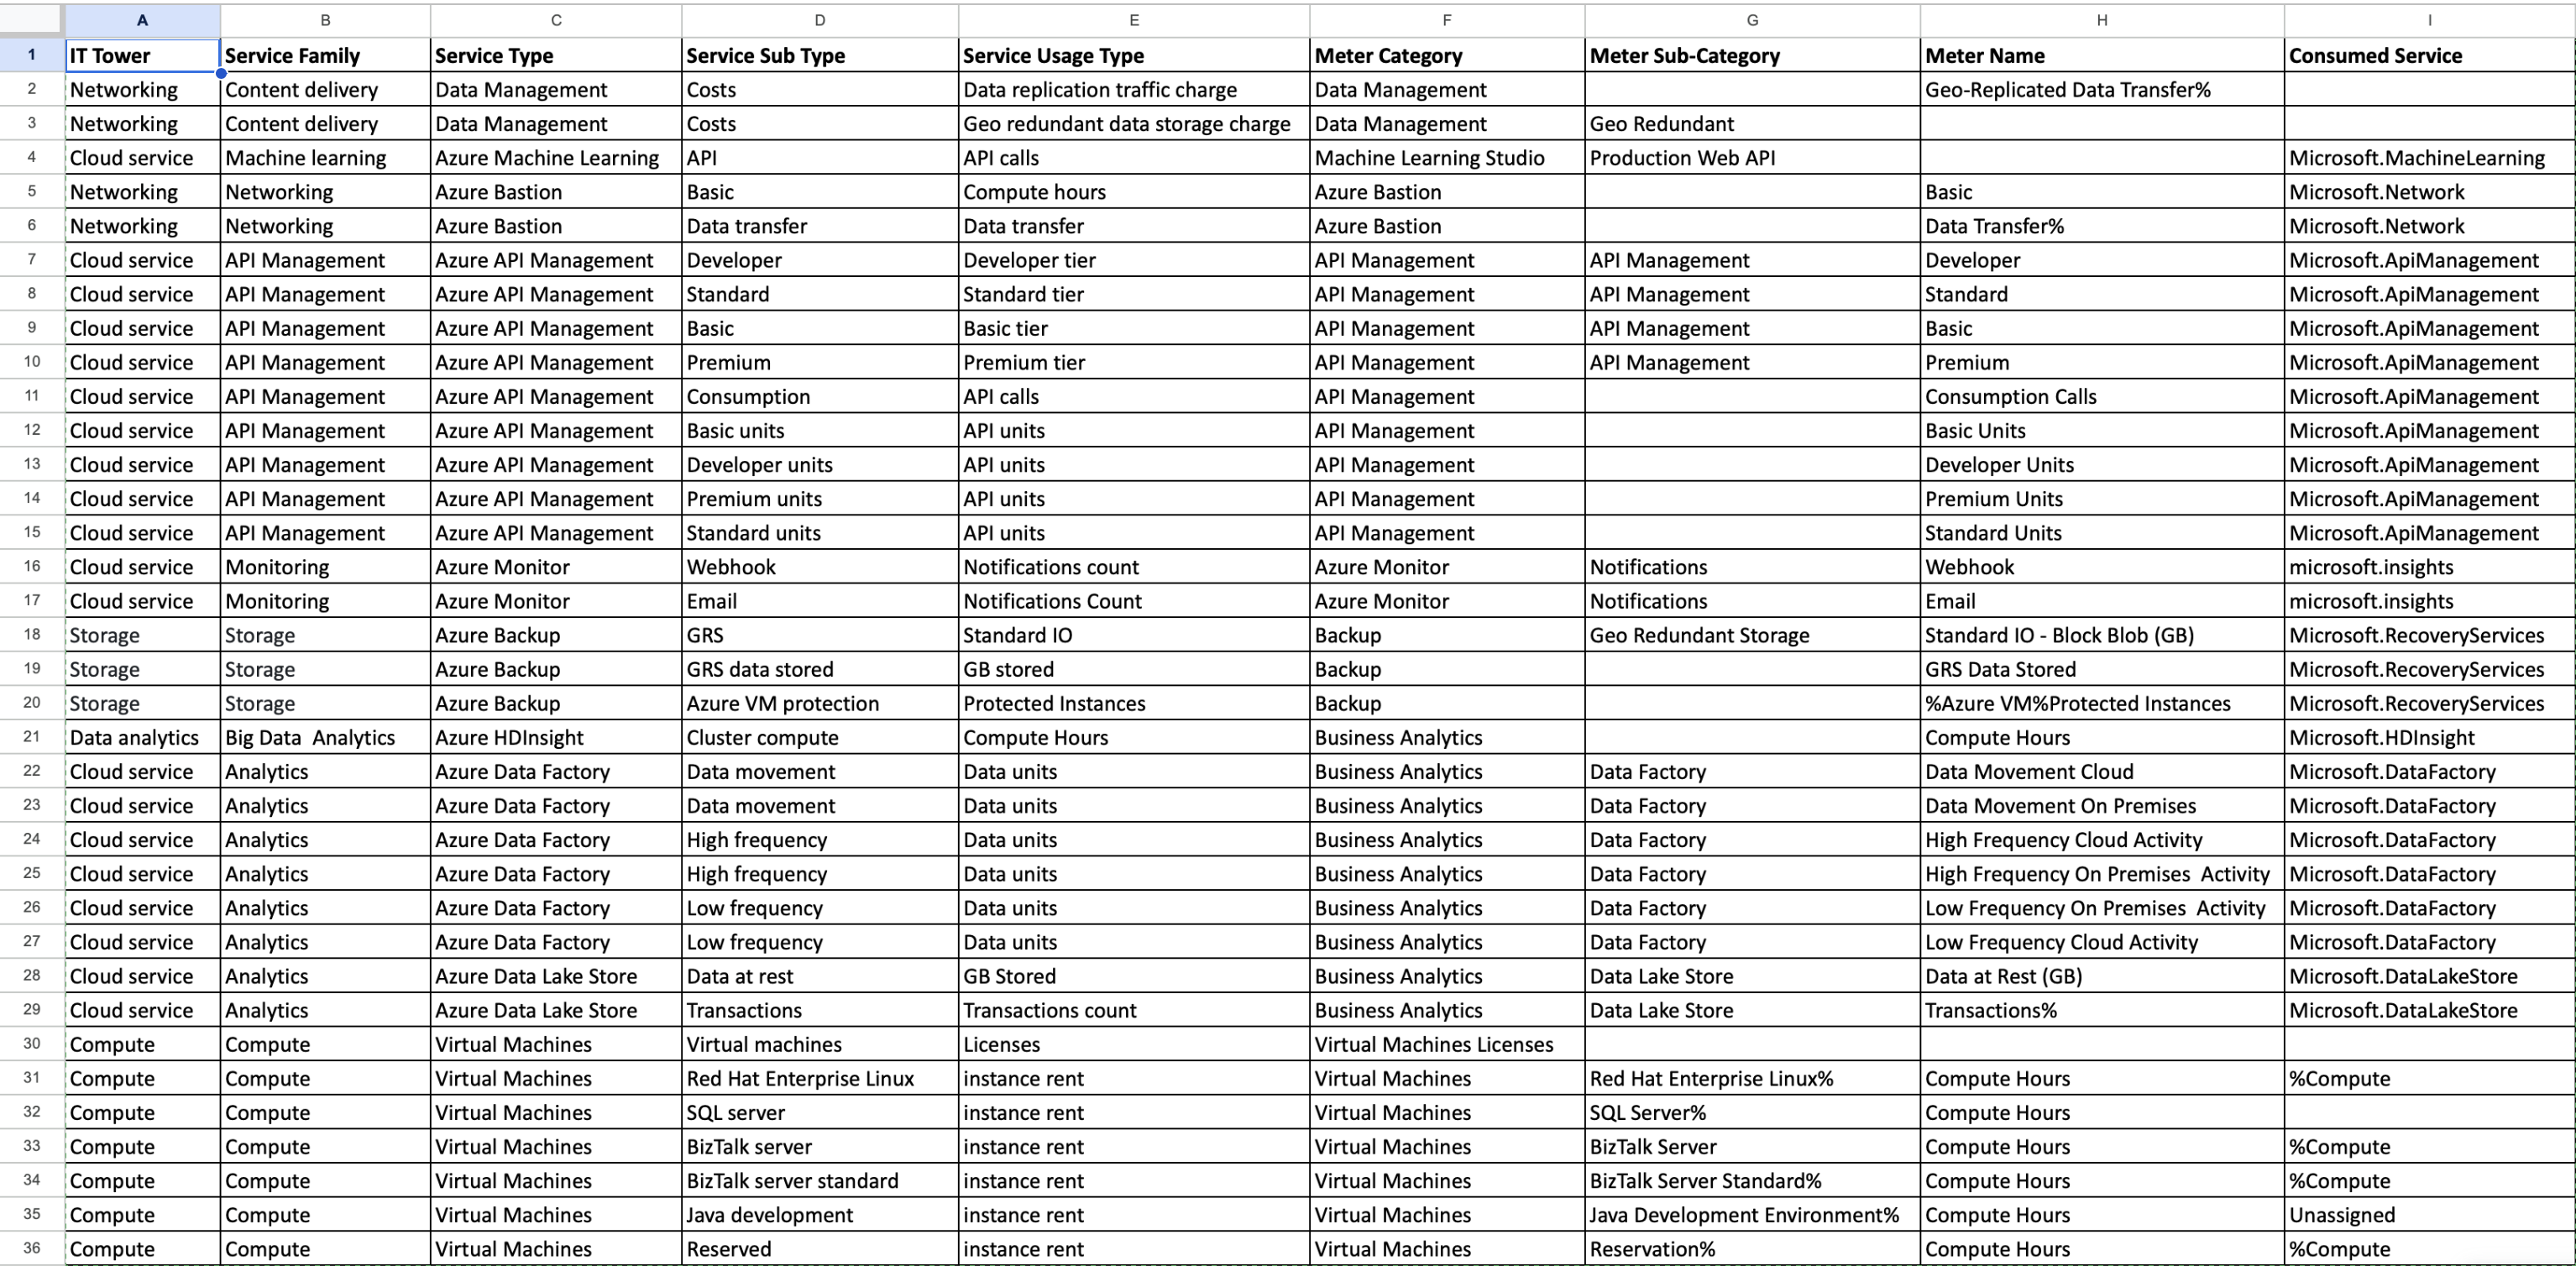 A B C D E F G H I
1 IT Tower Service Family Service Type Service Sub Type Service Usage Type Meter Category Meter Sub-Category Meter Name Consumed Service
2 Networking Content delivery Data Management Costs Data replication traffic charge Data Management Geo-Replicated Data Transfer%
3 Networking Content delivery Data Management Costs Geo redundant data storage charge Data Management Geo Redundant
4 Cloud service Machine learning Azure Machine Learning API API calls Machine Learning Studio Production Web API Microsoft.MachineLearning
5 Networking Networking Azure Bastion Basic Compute hours Azure Bastion Basic Microsoft.Network
6 Networking Networking Azure Bastion Data transfer Data transfer Azure Bastion Data Transfer% Microsoft.Network
7 Cloud service API Management Azure API Management Developer Developer tier API Management API Management Developer Microsoft.ApiManagement
8 Cloud service API Management Azure API Management Standard Standard tier API Management API Management Standard Microsoft.ApiManagement
9 Cloud service API Management Azure API Management Basic Basic tier API Management API Management Basic Microsoft.ApiManagement
10 Cloud service API Management Azure API Management Premium Premium tier API Management API Management Premium Microsoft.ApiManagement
11 Cloud service API Management Azure API Management Consumption API calls API Management Consumption Calls Microsoft.ApiManagement
12 Cloud service API Management Azure API Management Basic units API units API Management Basic Units Microsoft.ApiManagement
13 Cloud service API Management Azure API Management Developer units API units API Management Developer Units Microsoft.ApiManagement
14 Cloud service API Management Azure API Management Premium units API units API Management Premium Units Microsoft.ApiManagement
15 Cloud service API Management Azure API Management Standard units API units API Management Standard Units Microsoft.ApiManagement
16 Cloud service Monitoring Azure Monitor Webhook Notifications count Azure Monitor Notifications Webhook microsoft.insights
17 Cloud service Monitoring Azure Monitor Email Notifications Count Azure Monitor Notifications Email microsoft.insights
18 Storage Storage Azure Backup GRS Standard IO Backup Geo Redundant Storage Standard IO - Block Blob (GB) Microsoft.RecoveryServices
19 Storage Storage Azure Backup GRS data stored GB stored Backup GRS Data Stored Microsoft.RecoveryServices
20 Storage Storage Azure Backup Azure VM protection Protected Instances Backup %Azure VM%Protected Instances Microsoft.RecoveryServices
21 Data analytics Big Data Analytics Azure HDInsight Cluster compute Compute Hours Business Analytics Compute Hours Microsoft.HDInsight
22 Cloud service Analytics Azure Data Factory Data movement Data units Business Analytics Data Factory Data Movement Cloud Microsoft.DataFactory
23 Cloud service Analytics Azure Data Factory Data movement Data units Business Analytics Data Factory Data Movement On Premises Microsoft.DataFactory
24 Cloud service Analytics Azure Data Factory High frequency Data units Business Analytics Data Factory High Frequency Cloud Activity Microsoft.DataFactory
25 Cloud service Analytics Azure Data Factory High frequency Data units Business Analytics Data Factory High Frequency On Premises Activity Microsoft.DataFactory
26 Cloud service Analytics Azure Data Factory Low frequency Data units Business Analytics Data Factory Low Frequency On Premises Activity Microsoft.DataFactory
27 Cloud service Analytics Azure Data Factory Low frequency Data units Business Analytics Data Factory Low Frequency Cloud Activity Microsoft.DataFactory
28 Cloud service Analytics Azure Data Lake Store Data at rest GB Stored Business Analytics Data Lake Store Data at Rest (GB) Microsoft.DataLakeStore
29 Cloud service Analytics Azure Data Lake Store Transactions Transactions count Business Analytics Data Lake Store Transactions% Microsoft.DataLakeStore
30 Compute Compute Virtual Machines Virtual machines Licenses Virtual Machines Licenses
31 Compute Compute Virtual Machines Red Hat Enterprise Linux instance rent Virtual Machines Red Hat Enterprise Linux% Compute Hours %Compute
32 Compute Compute Virtual Machines SQL server instance rent Virtual Machines SQL Server% Compute Hours
33 Compute Compute Virtual Machines BizTalk server instance rent Virtual Machines BizTalk Server Compute Hours %Compute
34 Compute Compute Virtual Machines BizTalk server standard instance rent Virtual Machines BizTalk Server Standard% Compute Hours %Compute
35 Compute Compute Virtual Machines Java development instance rent Virtual Machines Java Development Environment% Compute Hours Unassigned
36 Compute Compute Virtual Machines Reserved instance rent Virtual Machines Reservation% Compute Hours %Compute